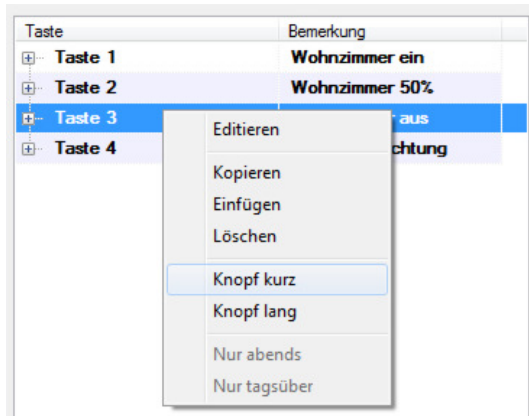 Taste Bemerkung
Taste 1 Wohnzimmer ein
Taste 2 Wohnzimmer 50%
Taste 3 aus
Taste 4
Editieren
Kopieren
Einfügen
Löschen
Knopf kurz
Knopf lang
Nur abends
Nur tagsüber